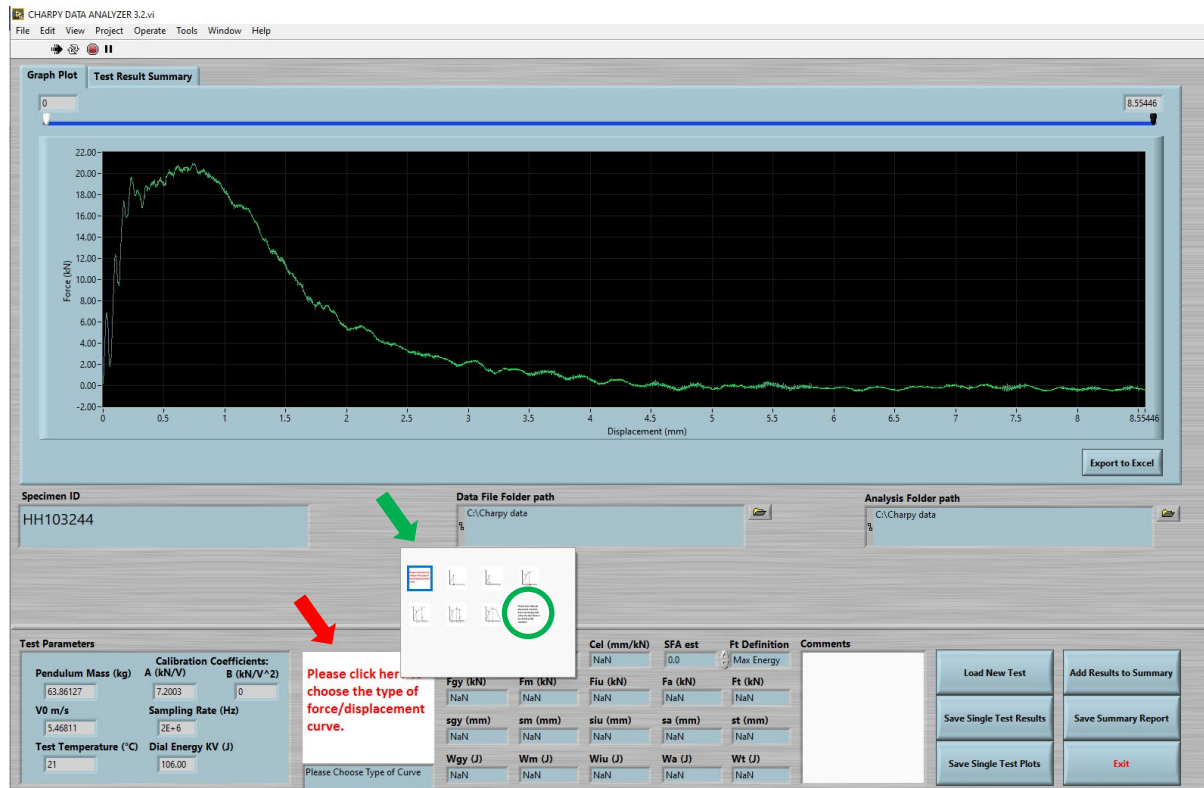 CHARPY DATA ANALYZER 3.2.vi
File Edit View Project Operate Tools Window Help
Graph Plot Test Result Summary
0 8.55446
22.00
20.00
18.00
16.00
14.00
12.00
10.00
8.00
6.00
4.00
2.00
0.00
-2.00
Force (kN)
0 0.5 1 1.5 2 2.5 3 3.5 4 4.5 5 5.5 6 6.5 7 7.5 8 8.55446
Displacement (mm)
Export to Excel
Specimen ID Data File Folder path Analysis Folder path
HH103244 C:\Charpy data C:\Charpy data
Test Parameters
Calibration Coefficients:
Pendulum Mass (kg) A (kN/V) B (kN/V^2)
63.86127 7.2003 0
V0 m/s Sampling Rate (Hz)
5.46811 2E+6
Test Temperature (°C) Dial Energy KV (J)
21 106.00
Please click her
choose the type of
force/displacement
curve.
Please Choose Type of Curve
Cel (mm/kN) SFA est Ft Definition
NaN 0.0 Max Energy
Fgy (kN) Fm (kN) Fiu (kN) Fa (kN) Ft (kN)
NaN NaN NaN NaN NaN
sgy (mm) sm (mm) siu (mm) sa (mm) st (mm)
NaN NaN NaN NaN NaN
Wgy (J) Wm (J) Wiu (J) Wa (J) Wt (J)
NaN NaN NaN NaN NaN
Comments
Load New Test Add Results to Summary
Save Single Test Results Save Summary Report
Save Single Test Plots Exit